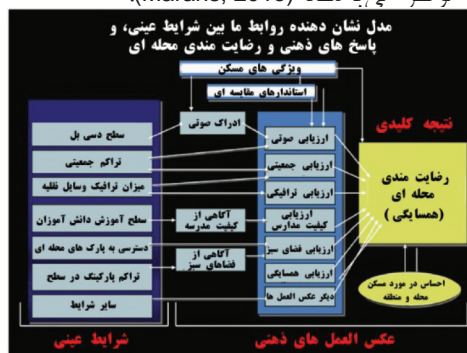 (Marans, 2013).
مدل نشان دهنده روابط ما بین شرایط عینی، و
پاسخ های ذهنی و رضایت مندی محله ای
ویژگی های مسکن
استانداردهای مقایسه ای
نتیجه کلیدی
ادراک صوتی
سطح دسی بل
ارزیابی صوتی
تراکم جمعیتی
ارزیابی جمعیتی
میزان ترافیک وسایل نقلیه
ارزیابی ترافیکی
سطح آموزش دانش آموزان
آگاهی از
کیفیت مدرسه
ارزیابی
کیفیت مدارس
دسترسی به پارک های محله ای
آگاهی از
فضاهای سبز
ارزیابی فضای سبز
تراکم پارکینگ در سطح
ارزیابی همسایگی
سایر شرایط
دیگر عکس العمل ها
رضایت مندی
محله ای
(همسایگی)
احساس در مورد مسکن
محله و منطقه
شرایط عینی
عکس العمل های ذهنی